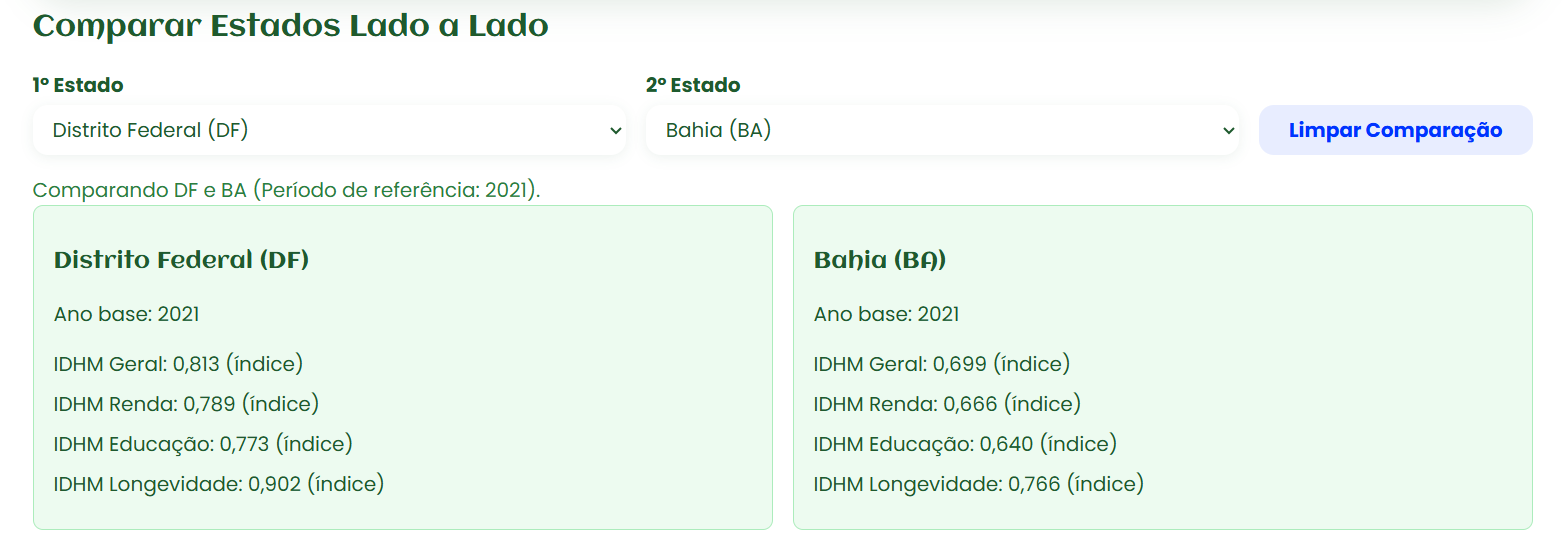 Comparar Estados Lado a Lado
1º Estado
2º Estado
Distrito Federal (DF)
Bahia (BA)
Limpar Comparação
Comparando DF e BA (Período de referência: 2021).
Distrito Federal (DF)
Ano base: 2021
IDHM Geral: 0,813 (índice)
IDHM Renda: 0,789 (índice)
IDHM Educação: 0,773 (índice)
IDHM Longevidade: 0,902 (índice)
Bahia (BA)
Ano base: 2021
IDHM Geral: 0,699 (índice)
IDHM Renda: 0,666 (índice)
IDHM Educação: 0,640 (índice)
IDHM Longevidade: 0,766 (índice)